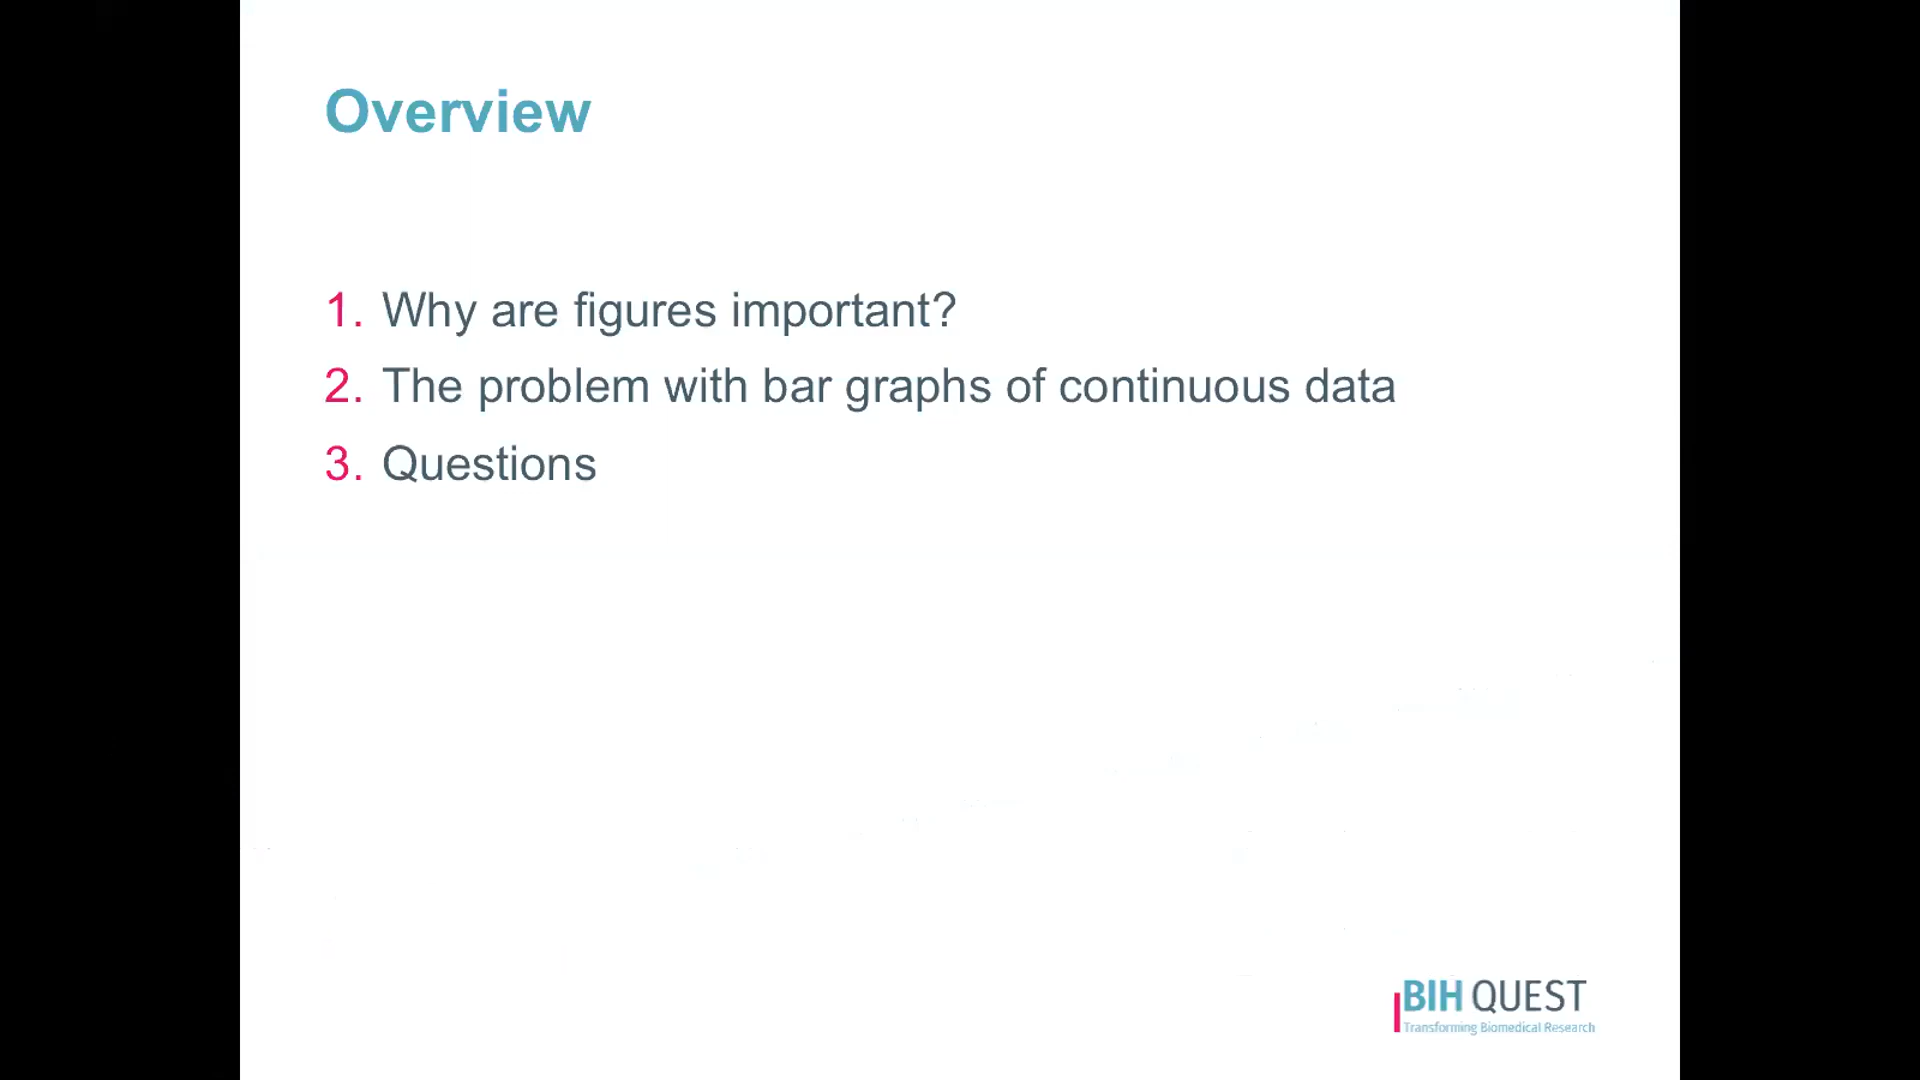 Overview
1. Why are figures important?
2. The problem with bar graphs of continuous data
3. Questions
BIH QUEST
Transforming Biomedical Research